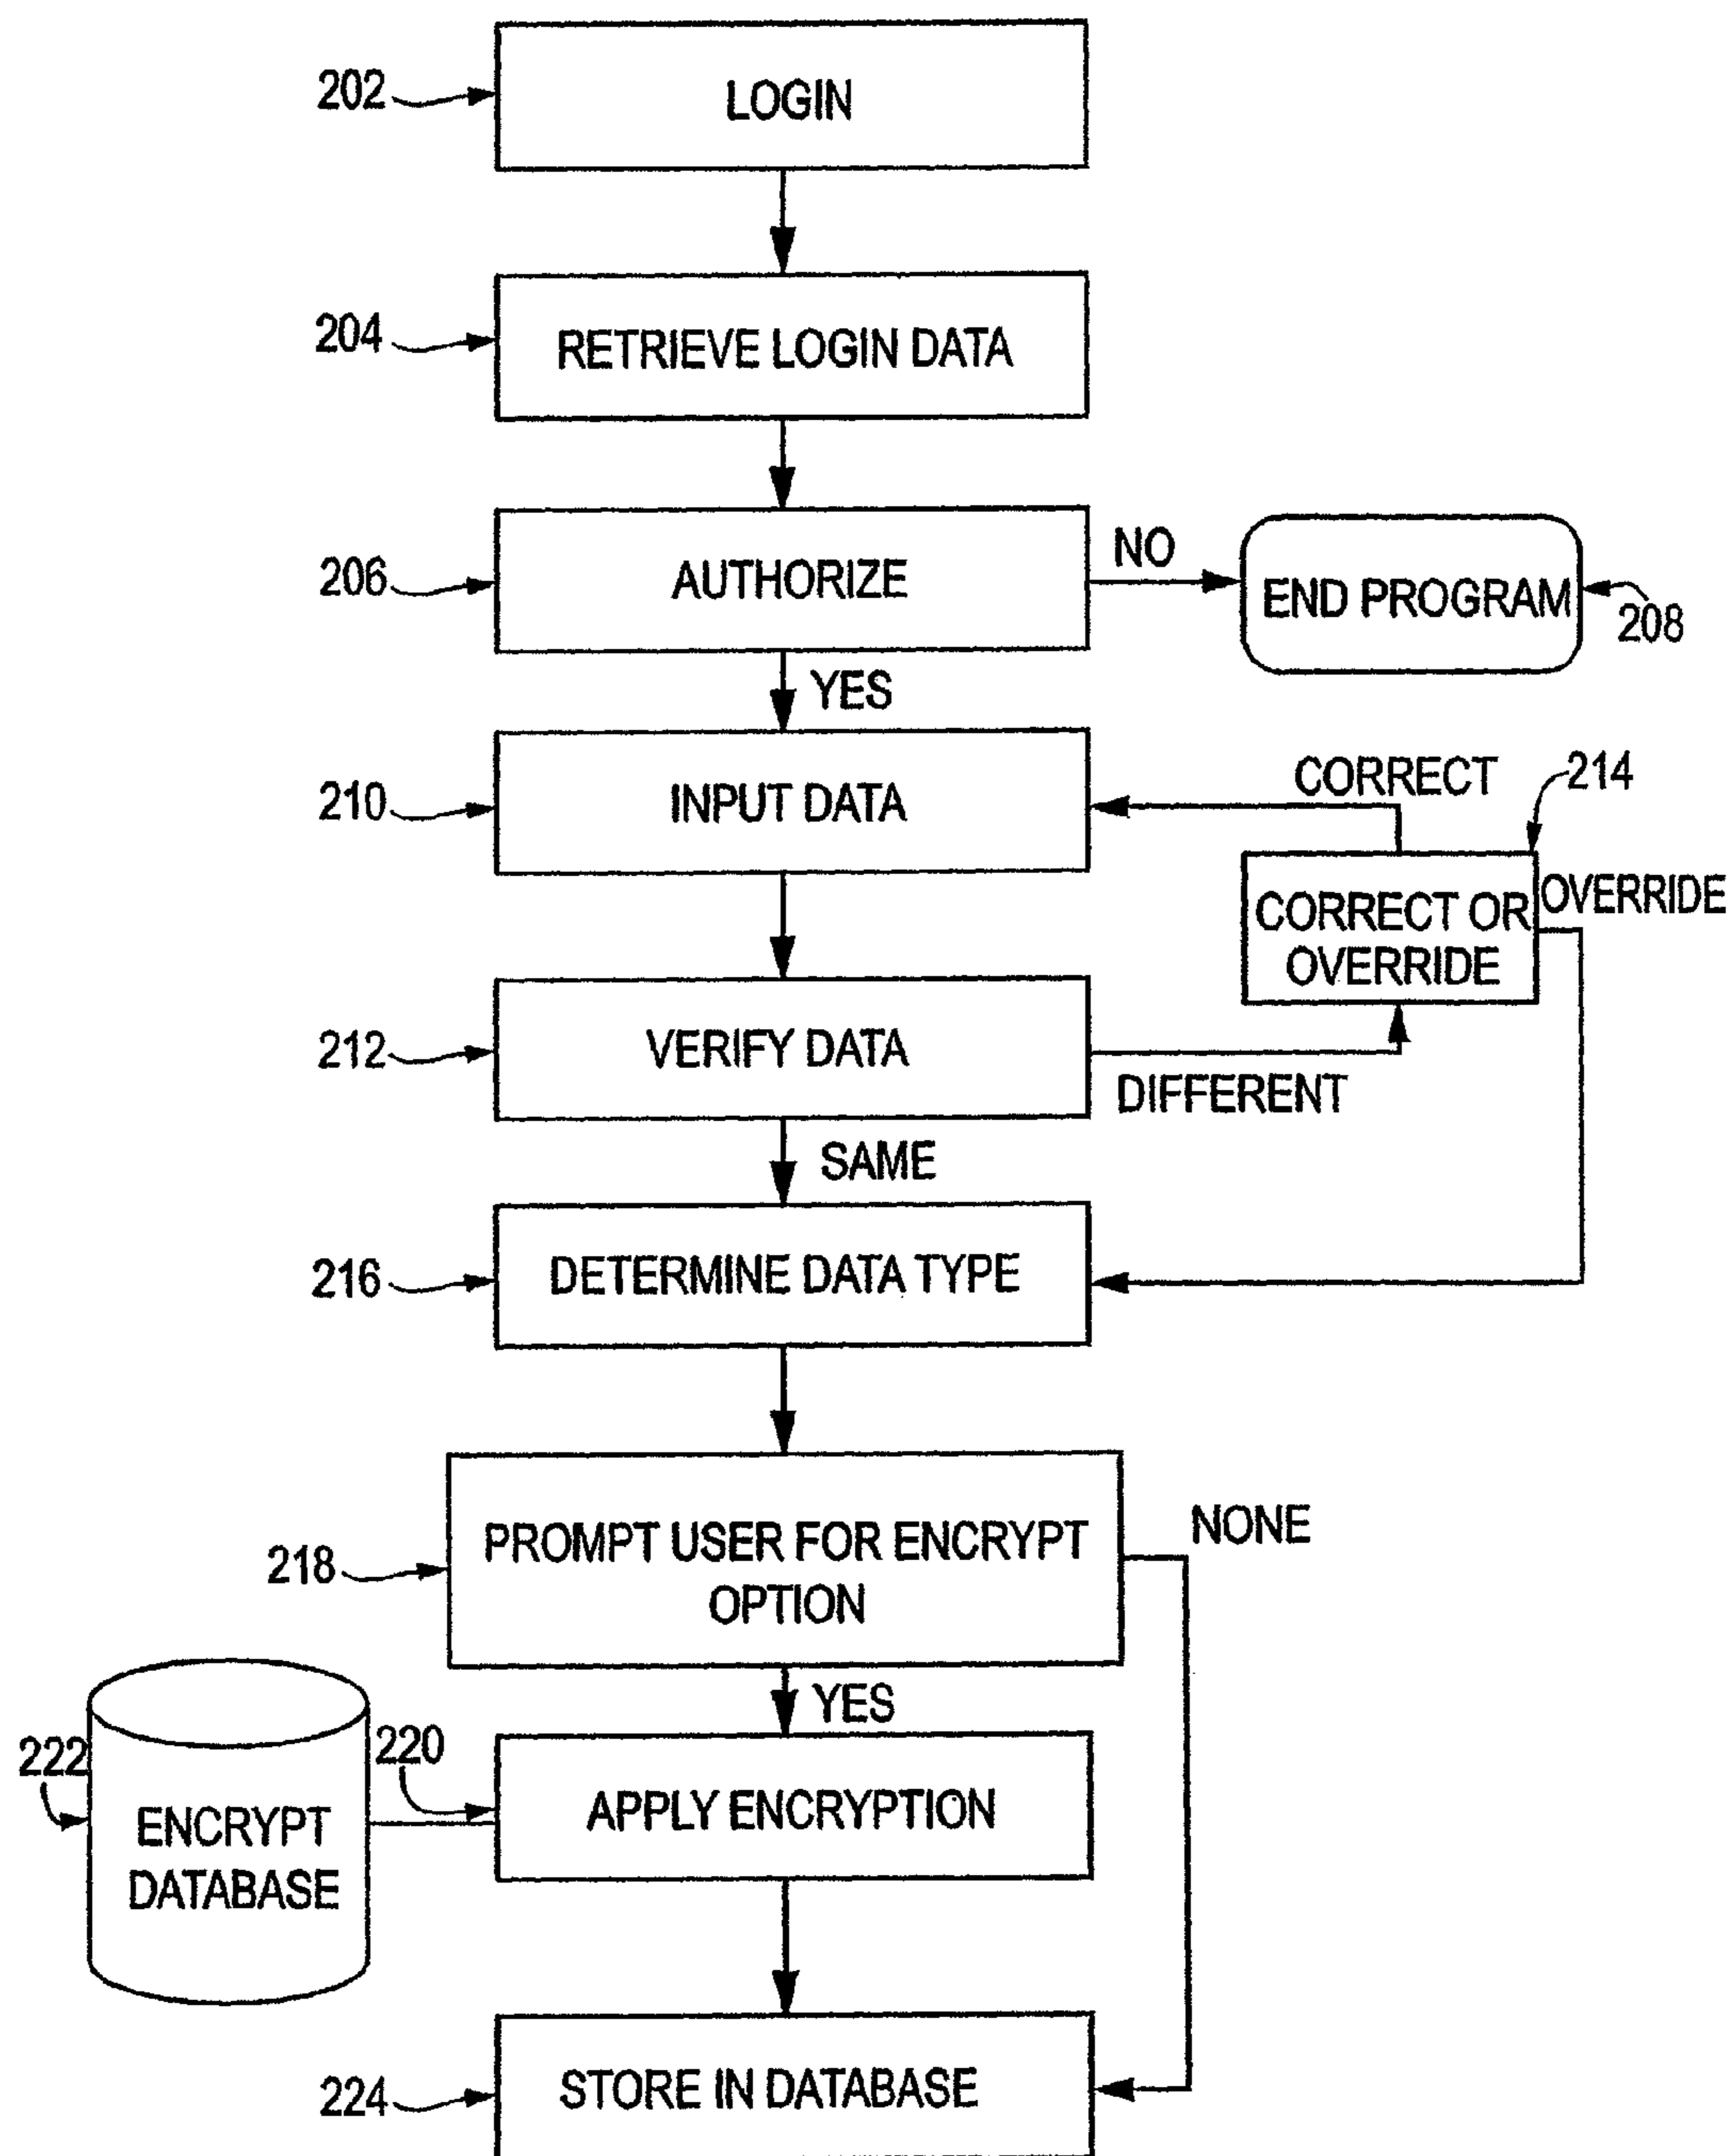 202
LOGIN
204
RETRIEVE LOGIN DATA
206
AUTHORIZE
NO
END PROGRAM
208
YES
210
INPUT DATA
CORRECT
214
CORRECT OR
OVERRIDE
OVERRIDE
212
VERIFY DATA
DIFFERENT
SAME
216
DETERMINE DATA TYPE
218
PROMPT USER FOR ENCRYPT
OPTION
NONE
YES
222
ENCRYPT
DATABASE
220
APPLY ENCRYPTION
224
STORE IN DATABASE